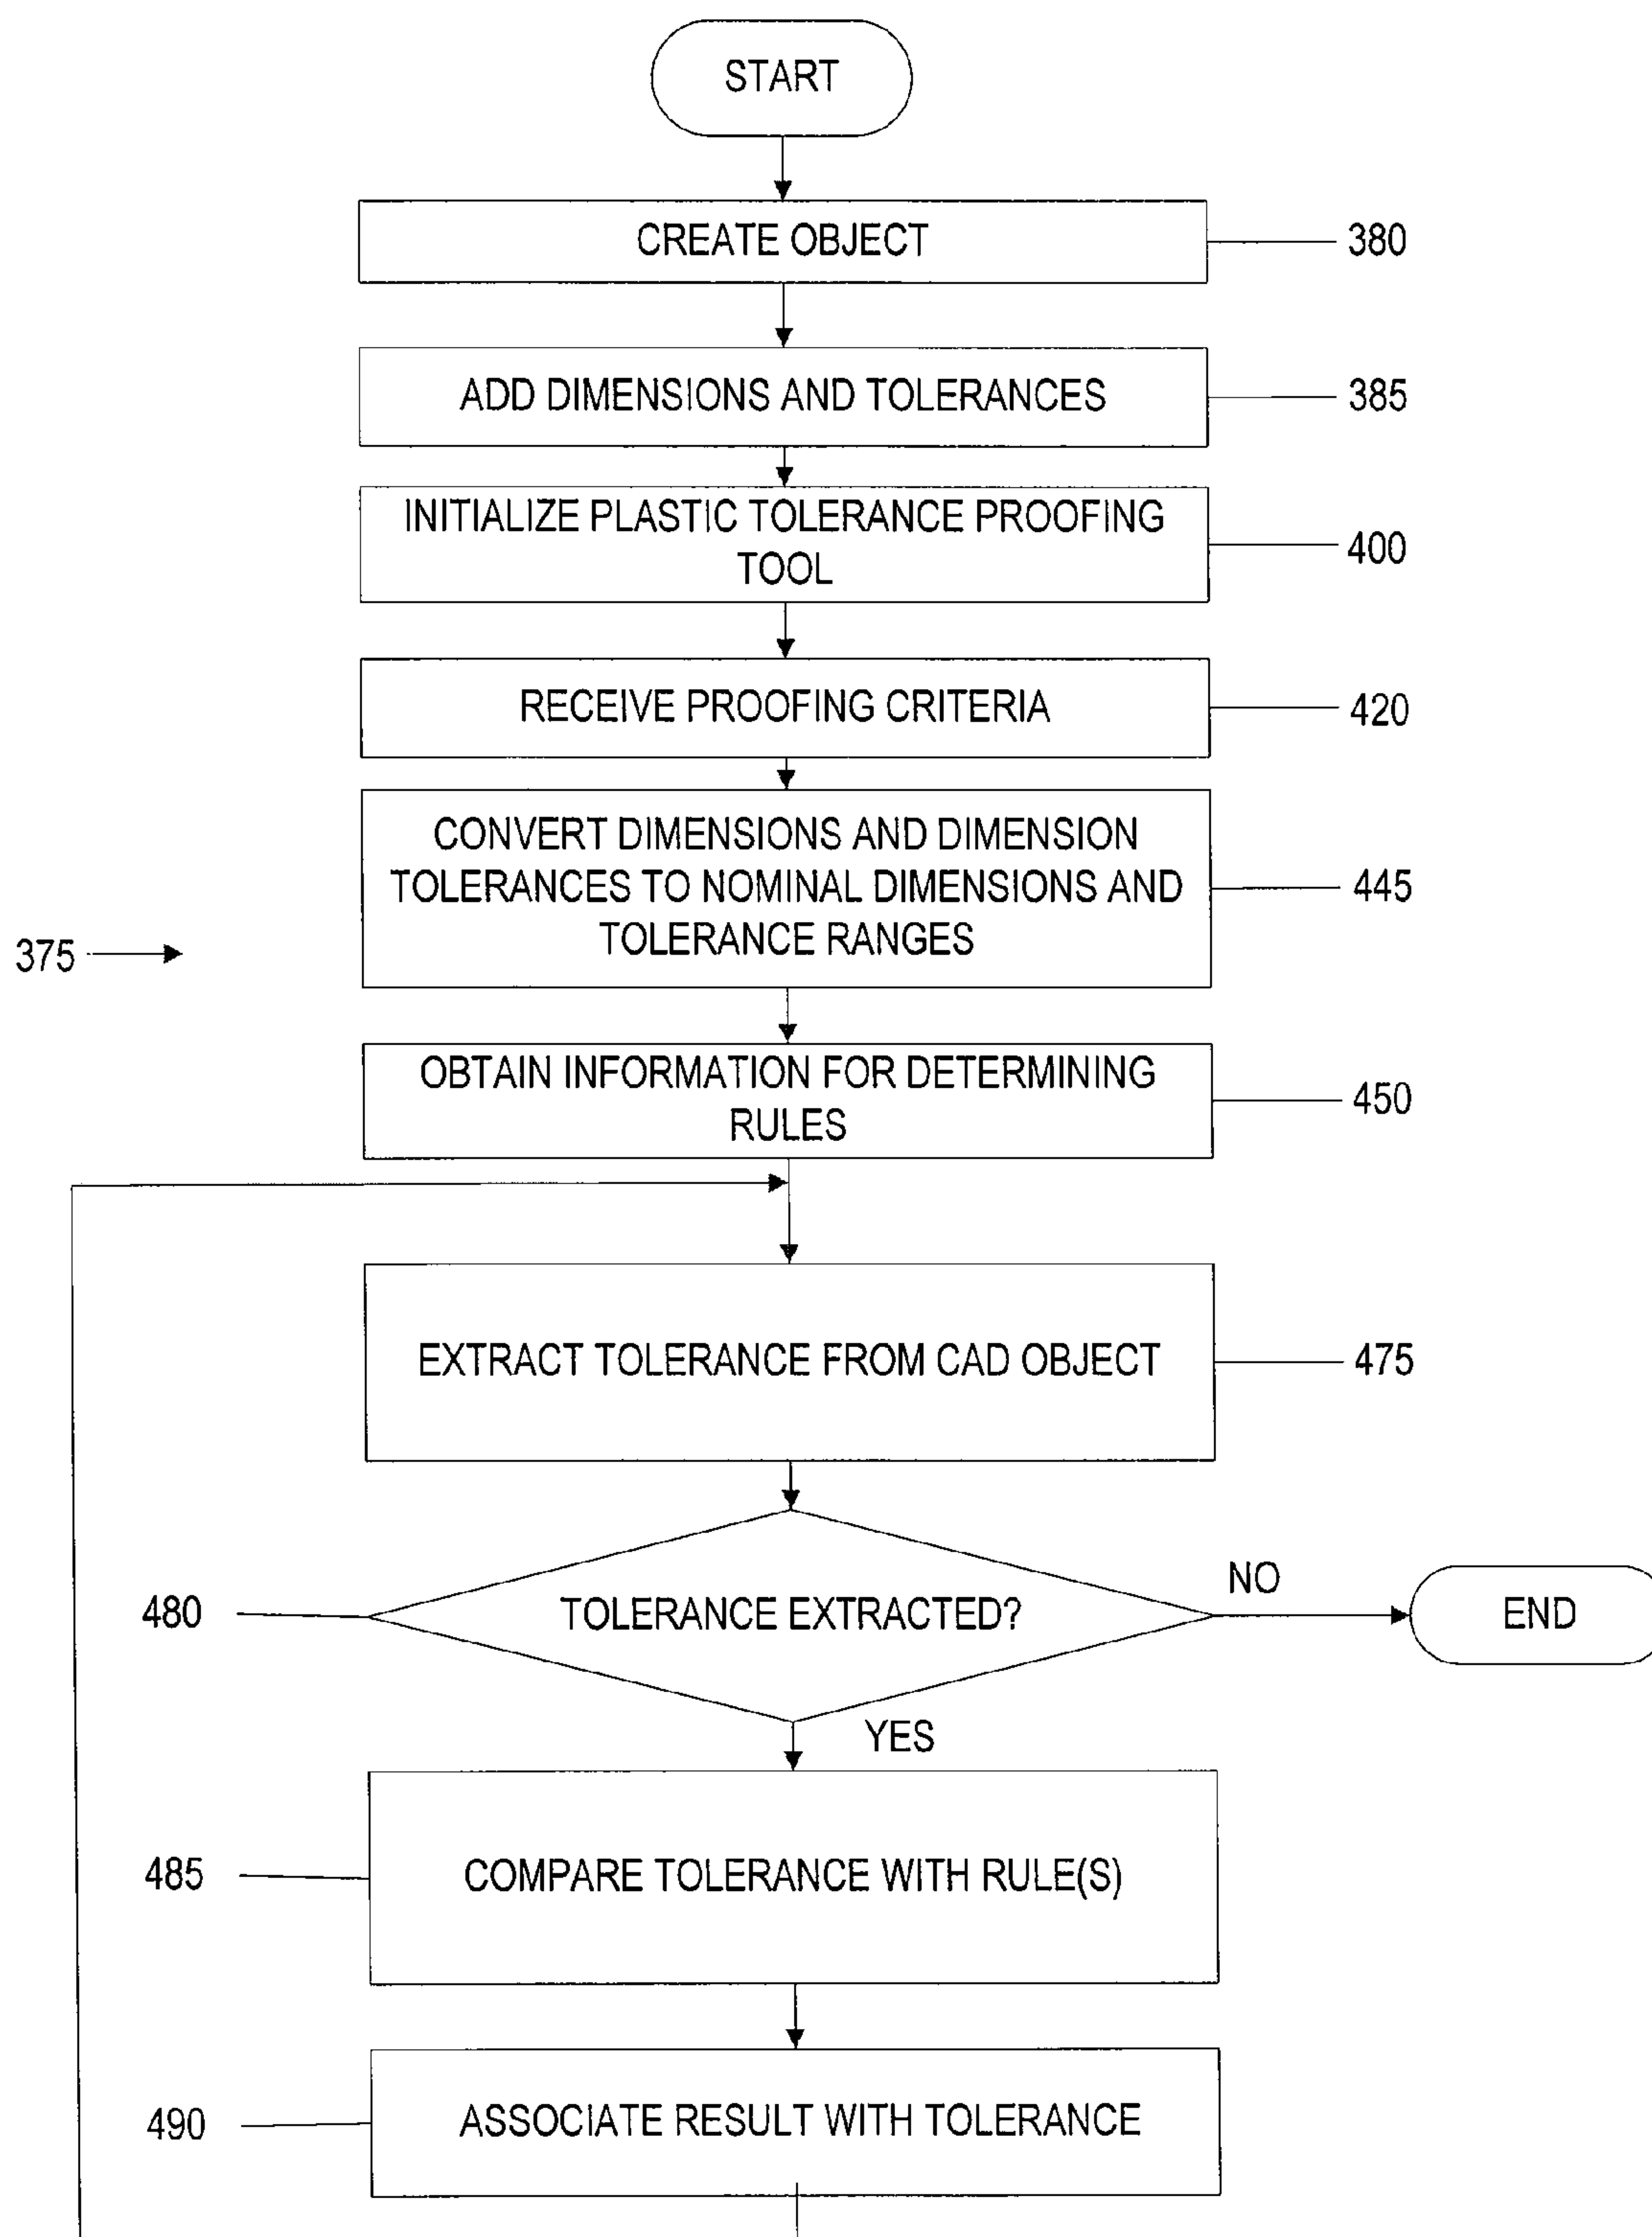 START
CREATE OBJECT
380
ADD DIMENSIONS AND TOLERANCES
385
INITIALIZE PLASTIC TOLERANCE PROOFING
TOOL
400
RECEIVE PROOFING CRITERIA
420
CONVERT DIMENSIONS AND DIMENSION
TOLERANCES TO NOMINAL DIMENSIONS AND
TOLERANCE RANGES
445
375
OBTAIN INFORMATION FOR DETERMINING
RULES
450
EXTRACT TOLERANCE FROM CAD OBJECT
475
480
TOLERANCE EXTRACTED?
NO
END
YES
485
COMPARE TOLERANCE WITH RULE(S)
490
ASSOCIATE RESULT WITH TOLERANCE